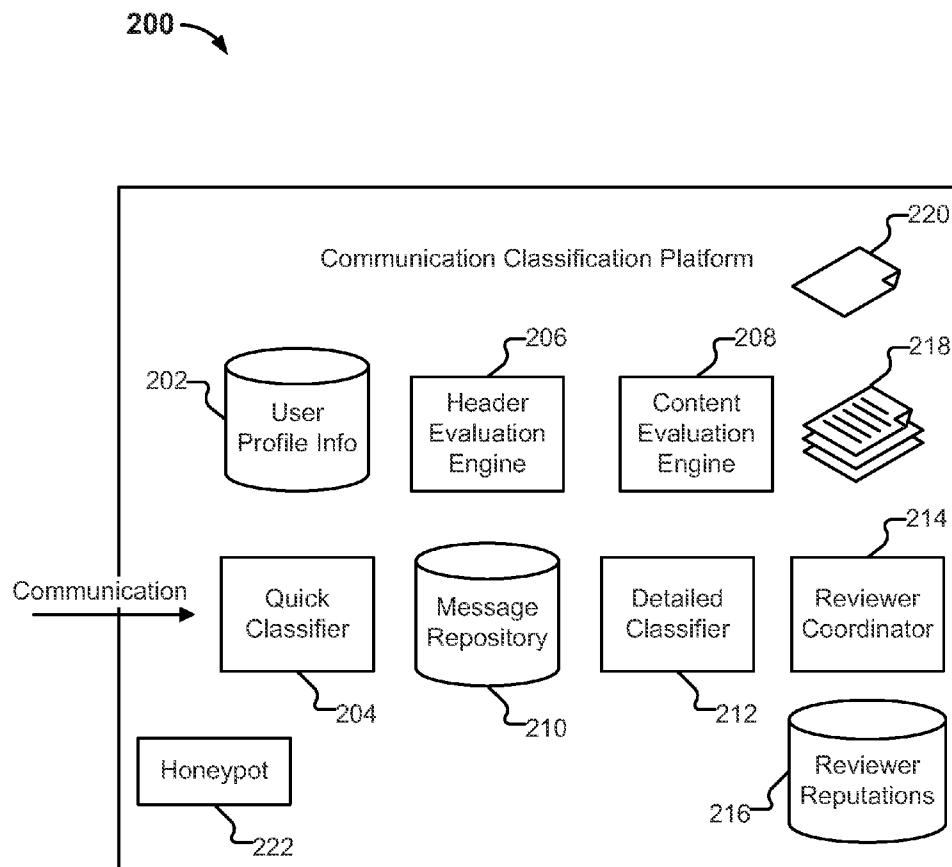 200
220
Communication Classification Platform
206
208
218
202
User
Profile Info
Header
Evaluation
Engine
Content
Evaluation
Engine
214
Communication
Quick
Classifier
Message
Repository
Detailed
Classifier
Reviewer
Coordinator
204
210
212
Honeypot
222
216
Reviewer
Reputations